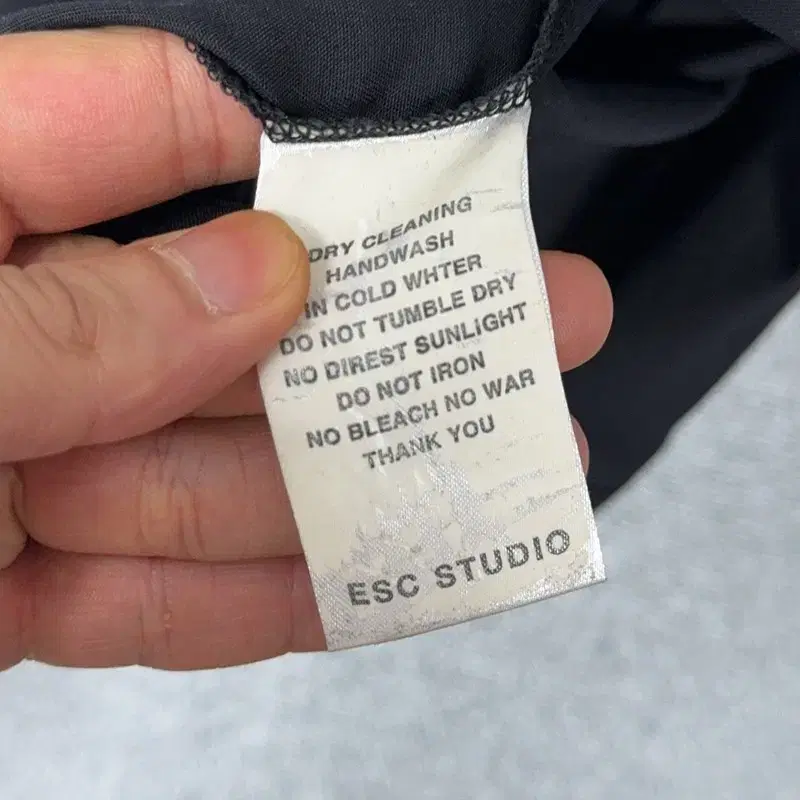 DRY CLEANING
HANDWASH
IN COLD WHTER
DO NOT TUMBLE DRY
NO DIREST SUNLIGHT
DO NOT IRON
NO BLEACH NO WAR
THANK YOU
ESC STUDIO